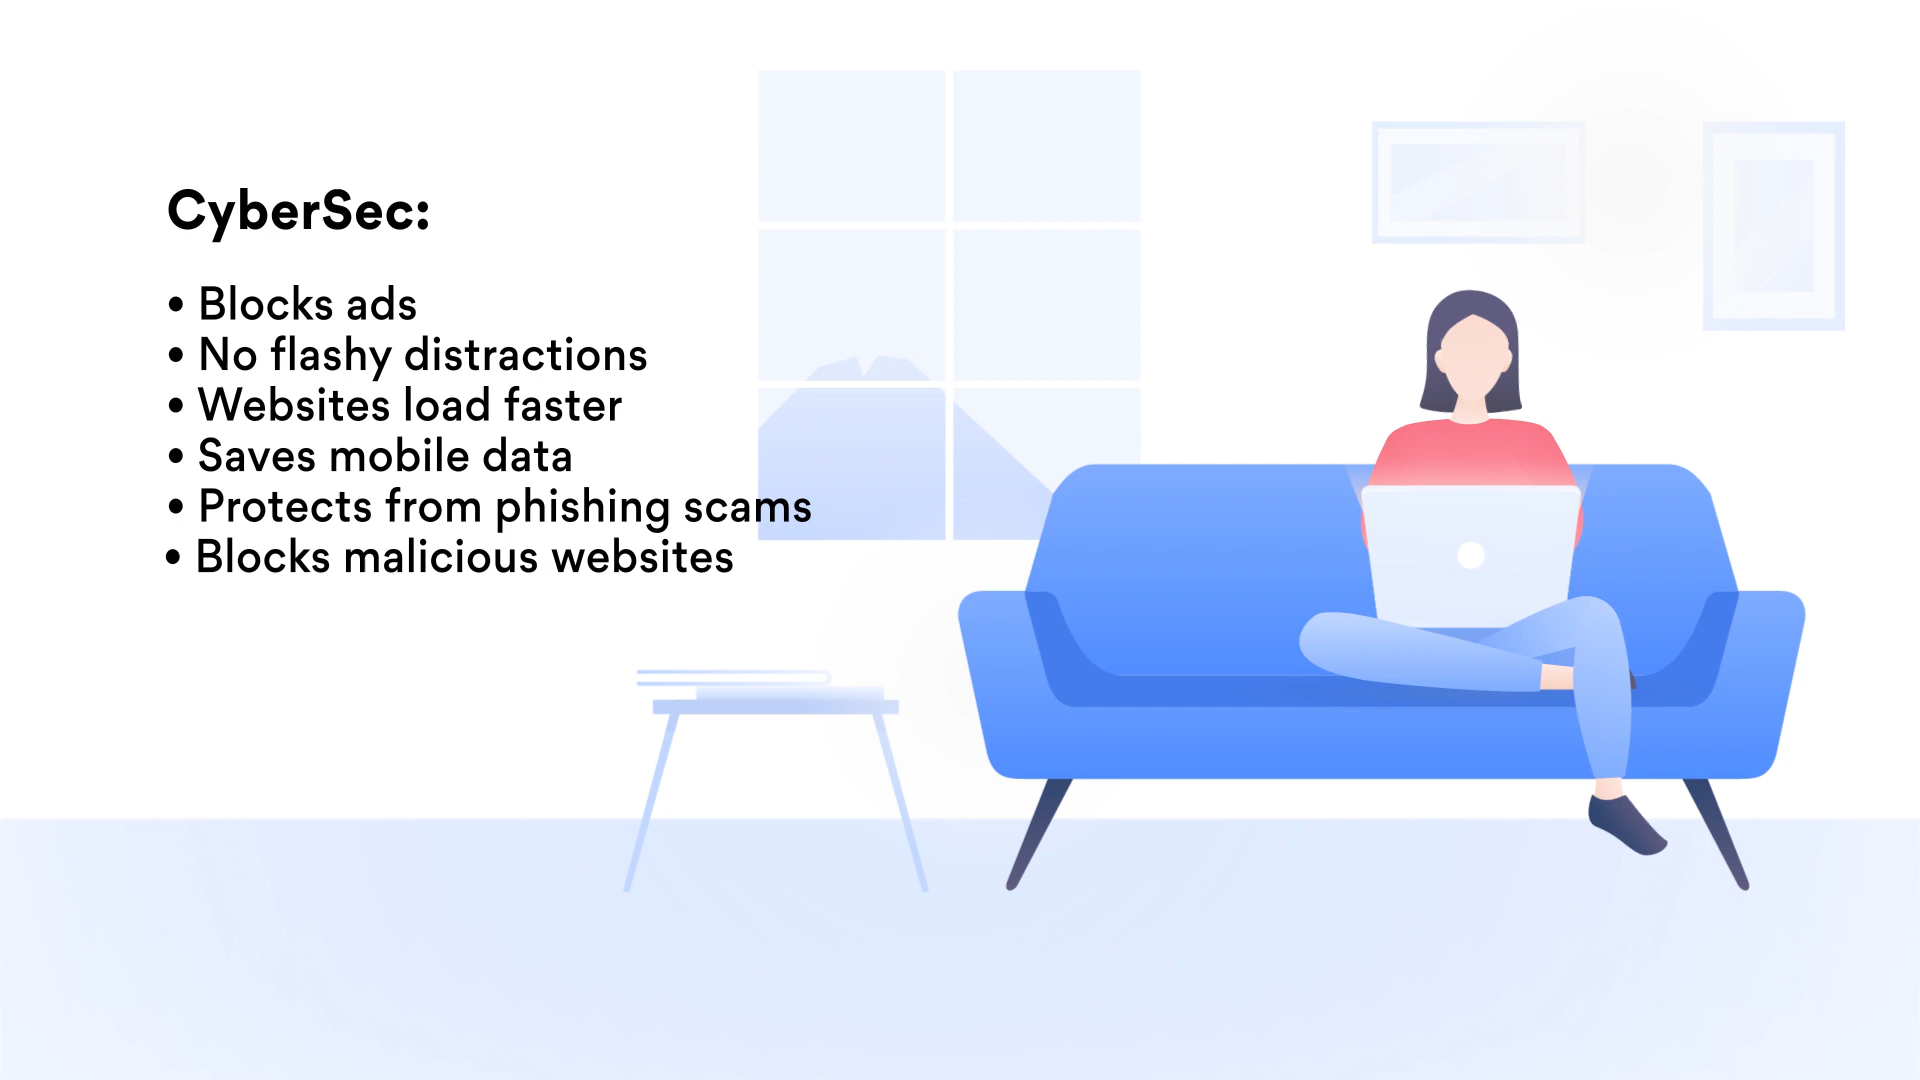 CyberSec:
• Blocks ads
• No flashy distractions
• Websites load faster
• Saves mobile data
• Protects from phishing scams
• Blocks malicious websites